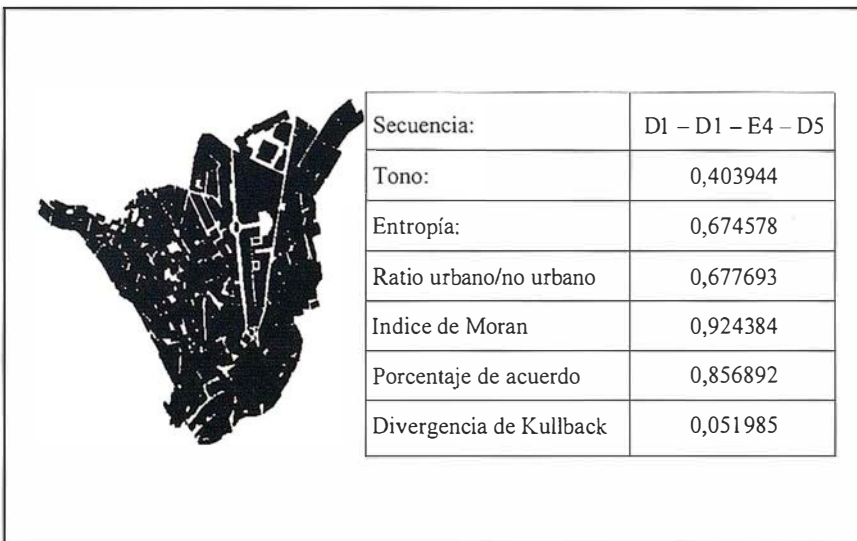 Secuencia: D1 – D1 – E4 – D5
Tono: 0,403944
Entropía: 0,674578
Ratio urbano/no urbano 0,677693
Indice de Moran 0,924384
Porcentaje de acuerdo 0,856892
Divergencia de Kullback 0,051985